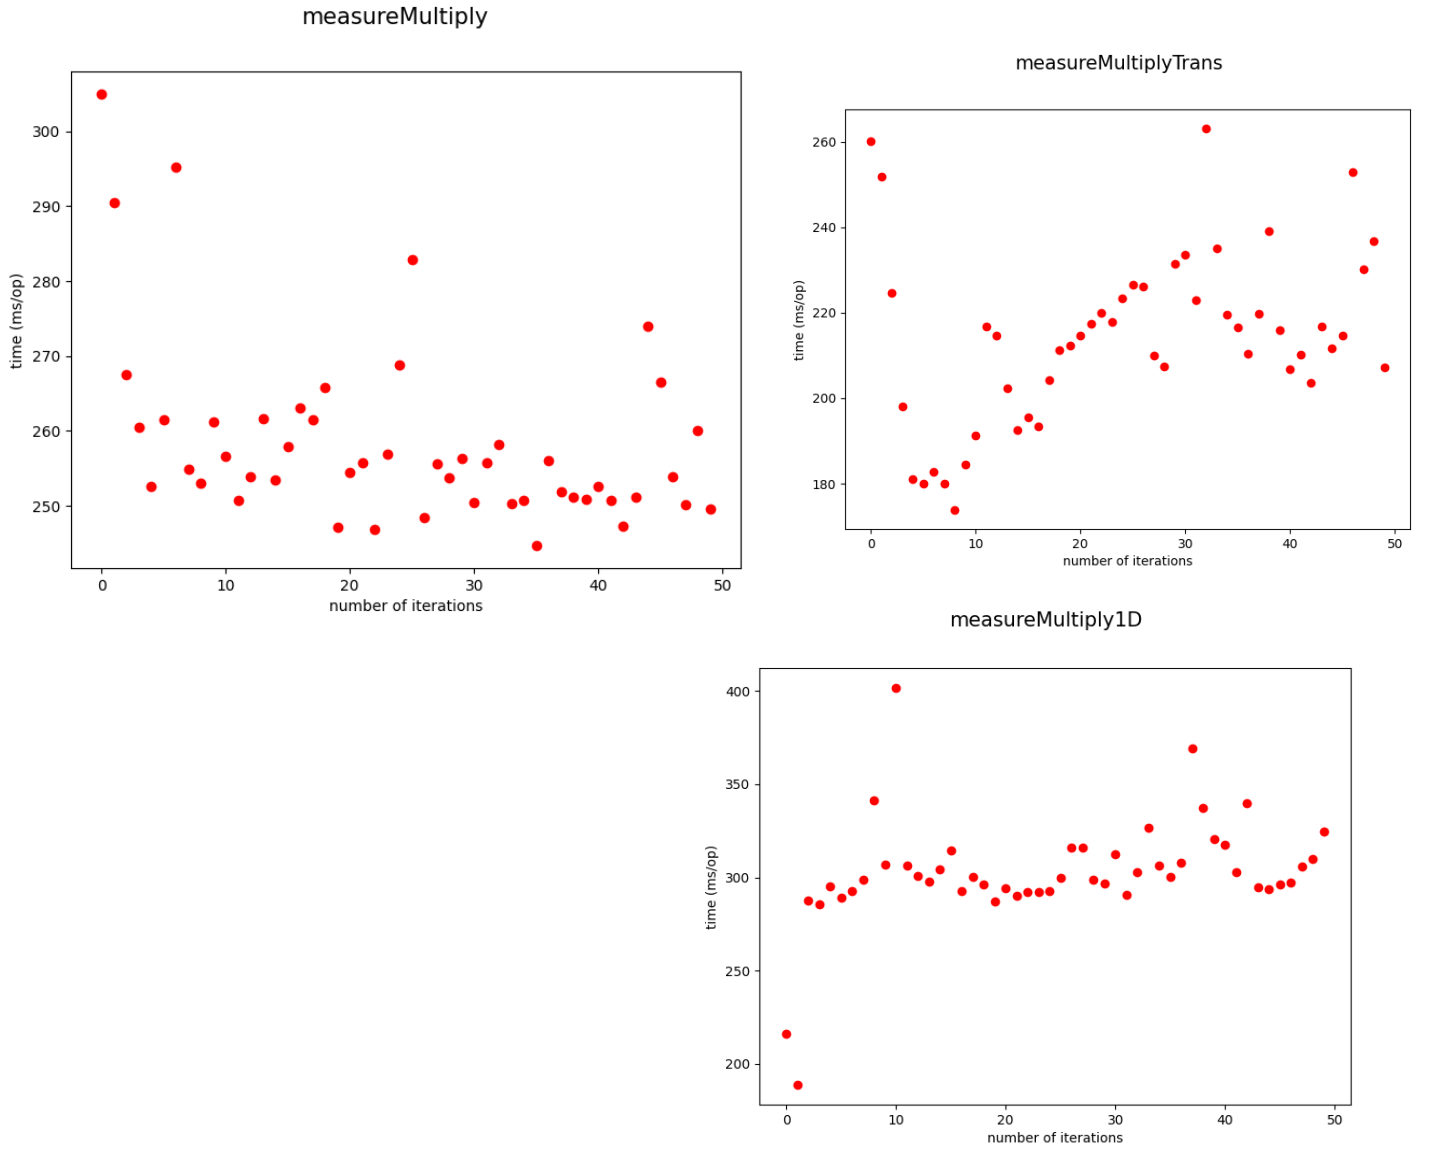 measureMultiply
300
290
280
270
260
250
time (ms/op)
0 10 20 30 40 50
number of iterations
measureMultiplyTrans
260
240
220
200
180
time (ms/op)
0 10 20 30 40 50
number of iterations
measureMultiply1D
400
350
300
250
200
time (ms/op)
0 10 20 30 40 50
number of iterations